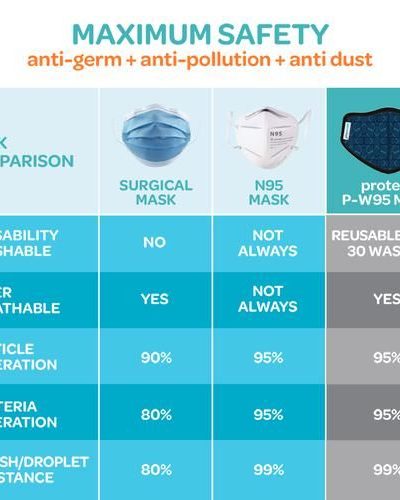 MAXIMUM SAFETY
anti-germ + anti-pollution + anti dust
K
MPARISON
SURGICAL
MASK
N95
N95
MASK
prote
P-W95 M
SABILITY
SHABLE
NO
NOT
ALWAYS
REUSABLE
30 WAS
ER
ATHABLE
YES
NOT
ALWAYS
YES
TICLE
ERATION
90%
95%
95%
TERIA
ERATION
80%
95%
95%
SH/DROPLET
STANCE
80%
99%
99%